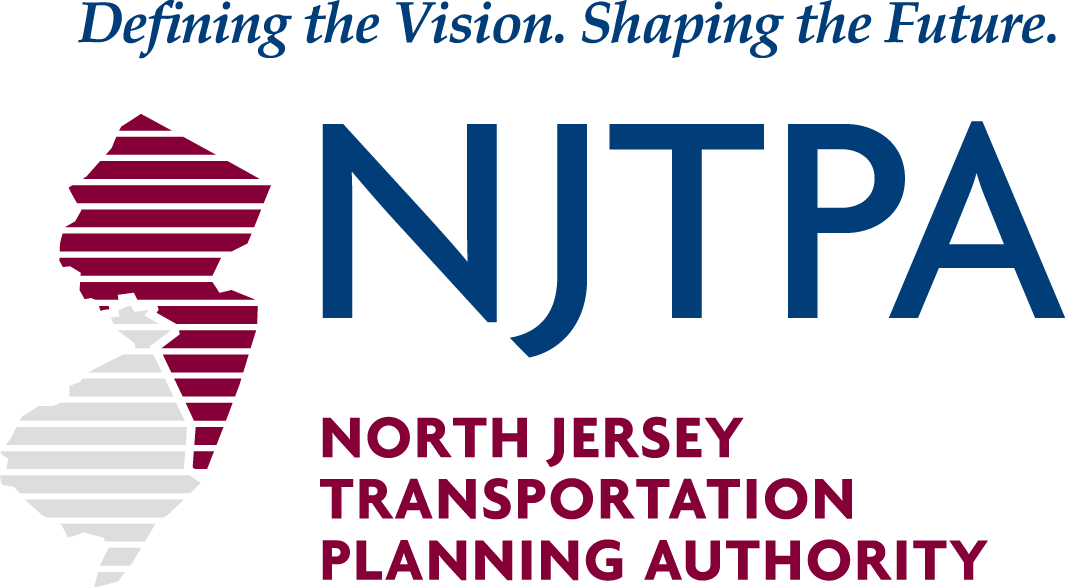 Defining the Vision. Shaping the Future.
NJTPA
NORTH JERSEY
TRANSPORTATION
PLANNING AUTHORITY